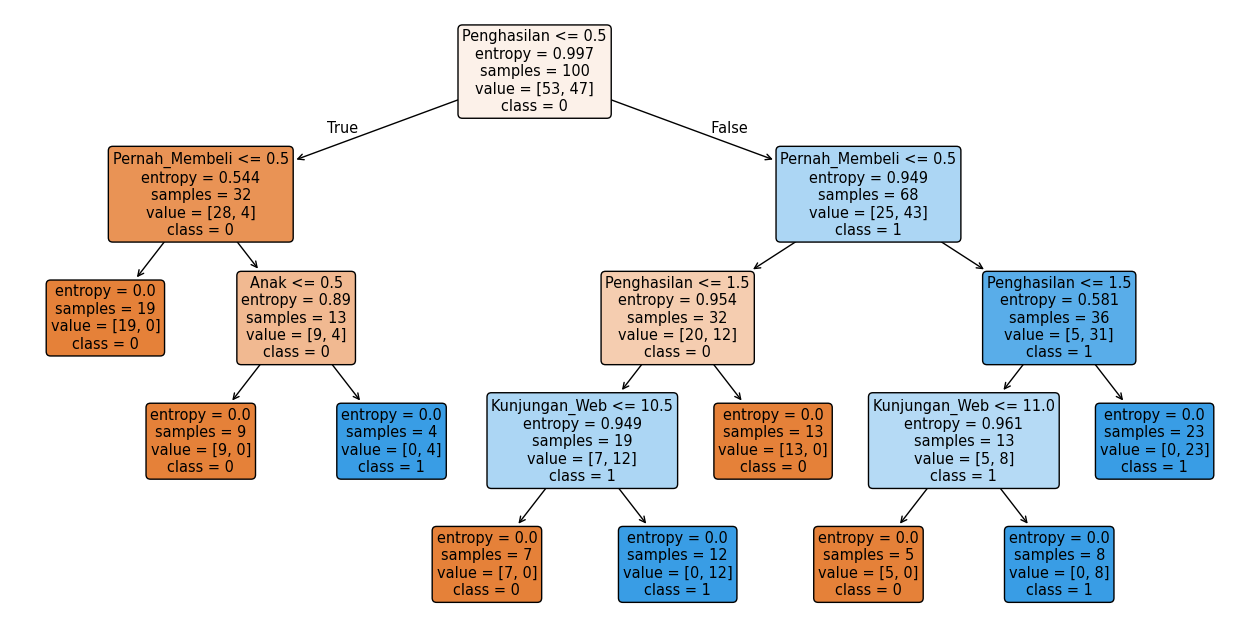 Penghasilan <= 0.5
entropy = 0.997
samples = 100
value = [53, 47]
class = 0
True
False
Pernah_Membeli <= 0.5
entropy = 0.544
samples = 32
value = [28, 4]
class = 0
Pernah_Membeli <= 0.5
entropy = 0.949
samples = 68
value = [25, 43]
class = 1
entropy = 0.0
samples = 19
value = [19, 0]
class = 0
Anak <= 0.5
entropy = 0.89
samples = 13
value = [9, 4]
class = 0
Penghasilan <= 1.5
entropy = 0.954
samples = 32
value = [20, 12]
class = 0
Penghasilan <= 1.5
entropy = 0.581
samples = 36
value = [5, 31]
class = 1
entropy = 0.0
samples = 9
value = [9, 0]
class = 0
entropy = 0.0
samples = 4
value = [0, 4]
class = 1
Kunjungan_Web <= 10.5
entropy = 0.949
samples = 19
value = [7, 12]
class = 1
entropy = 0.0
samples = 13
value = [13, 0]
class = 0
Kunjungan_Web <= 11.0
entropy = 0.961
samples = 13
value = [5, 8]
class = 1
entropy = 0.0
samples = 23
value = [0, 23]
class = 1
entropy = 0.0
samples = 7
value = [7, 0]
class = 0
entropy = 0.0
samples = 12
value = [0, 12]
class = 1
entropy = 0.0
samples = 5
value = [5, 0]
class = 0
entropy = 0.0
samples = 8
value = [0, 8]
class = 1